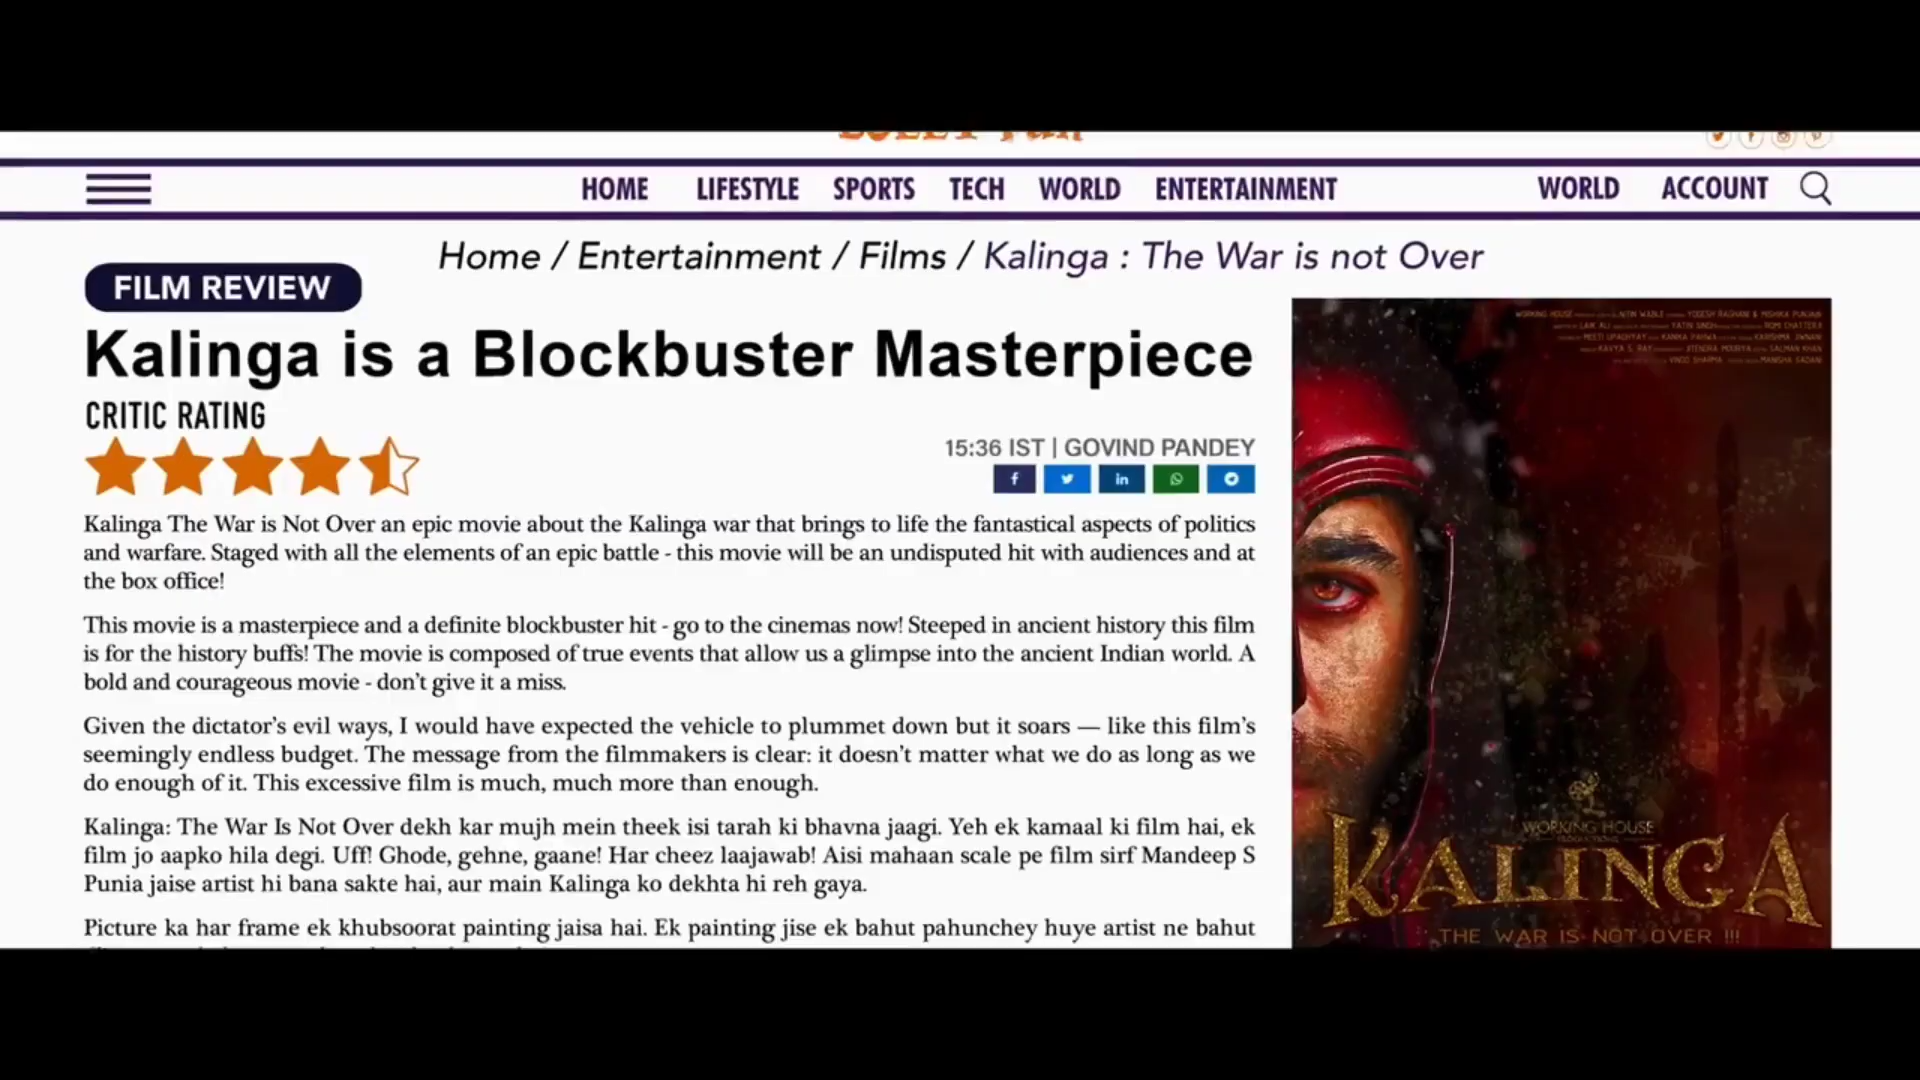 HOME LIFESTYLE SPORTS TECH WORLD ENTERTAINMENT WORLD ACCOUNT
Home / Entertainment / Films / Kalinga : The War is not Over
FILM REVIEW
Kalinga is a Blockbuster Masterpiece
CRITIC RATING
15:36 IST | GOVIND PANDEY
Kalinga The War is Not Over an epic movie about the Kalinga war that brings to life the fantastical aspects of politics
and warfare. Staged with all the elements of an epic battle - this movie will be an undisputed hit with audiences and at
the box office!
This movie is a masterpiece and a definite blockbuster hit - go to the cinemas now! Steeped in ancient history this film
is for the history buffs! The movie is composed of true events that allow us a glimpse into the ancient Indian world. A
bold and courageous movie - don't give it a miss.
Given the dictator's evil ways, I would have expected the vehicle to plummet down but it soars — like this film's
seemingly endless budget. The message from the filmmakers is clear: it doesn't matter what we do as long as we
do enough of it. This excessive film is much, much more than enough.
Kalinga: The War Is Not Over dekh kar mujh mein theek isi tarah ki bhavna jaagi. Yeh ek kamaal ki film hai, ek
film jo aapko hila degi. Uff! Ghode, gehne, gaane! Har cheez laajawab! Aisi mahaan scale pe film sirf Mandeep S
Punia jaise artist hi bana sakte hai, aur main Kalinga ko dekhta hi reh gaya.
Picture ka har frame ek khubsoorat painting jaisa hai. Ek painting jise ek bahut pahunchey huye artist ne bahut
WORKING HOUSE
KALINGA
THE WAR IS NOT OVER !!!